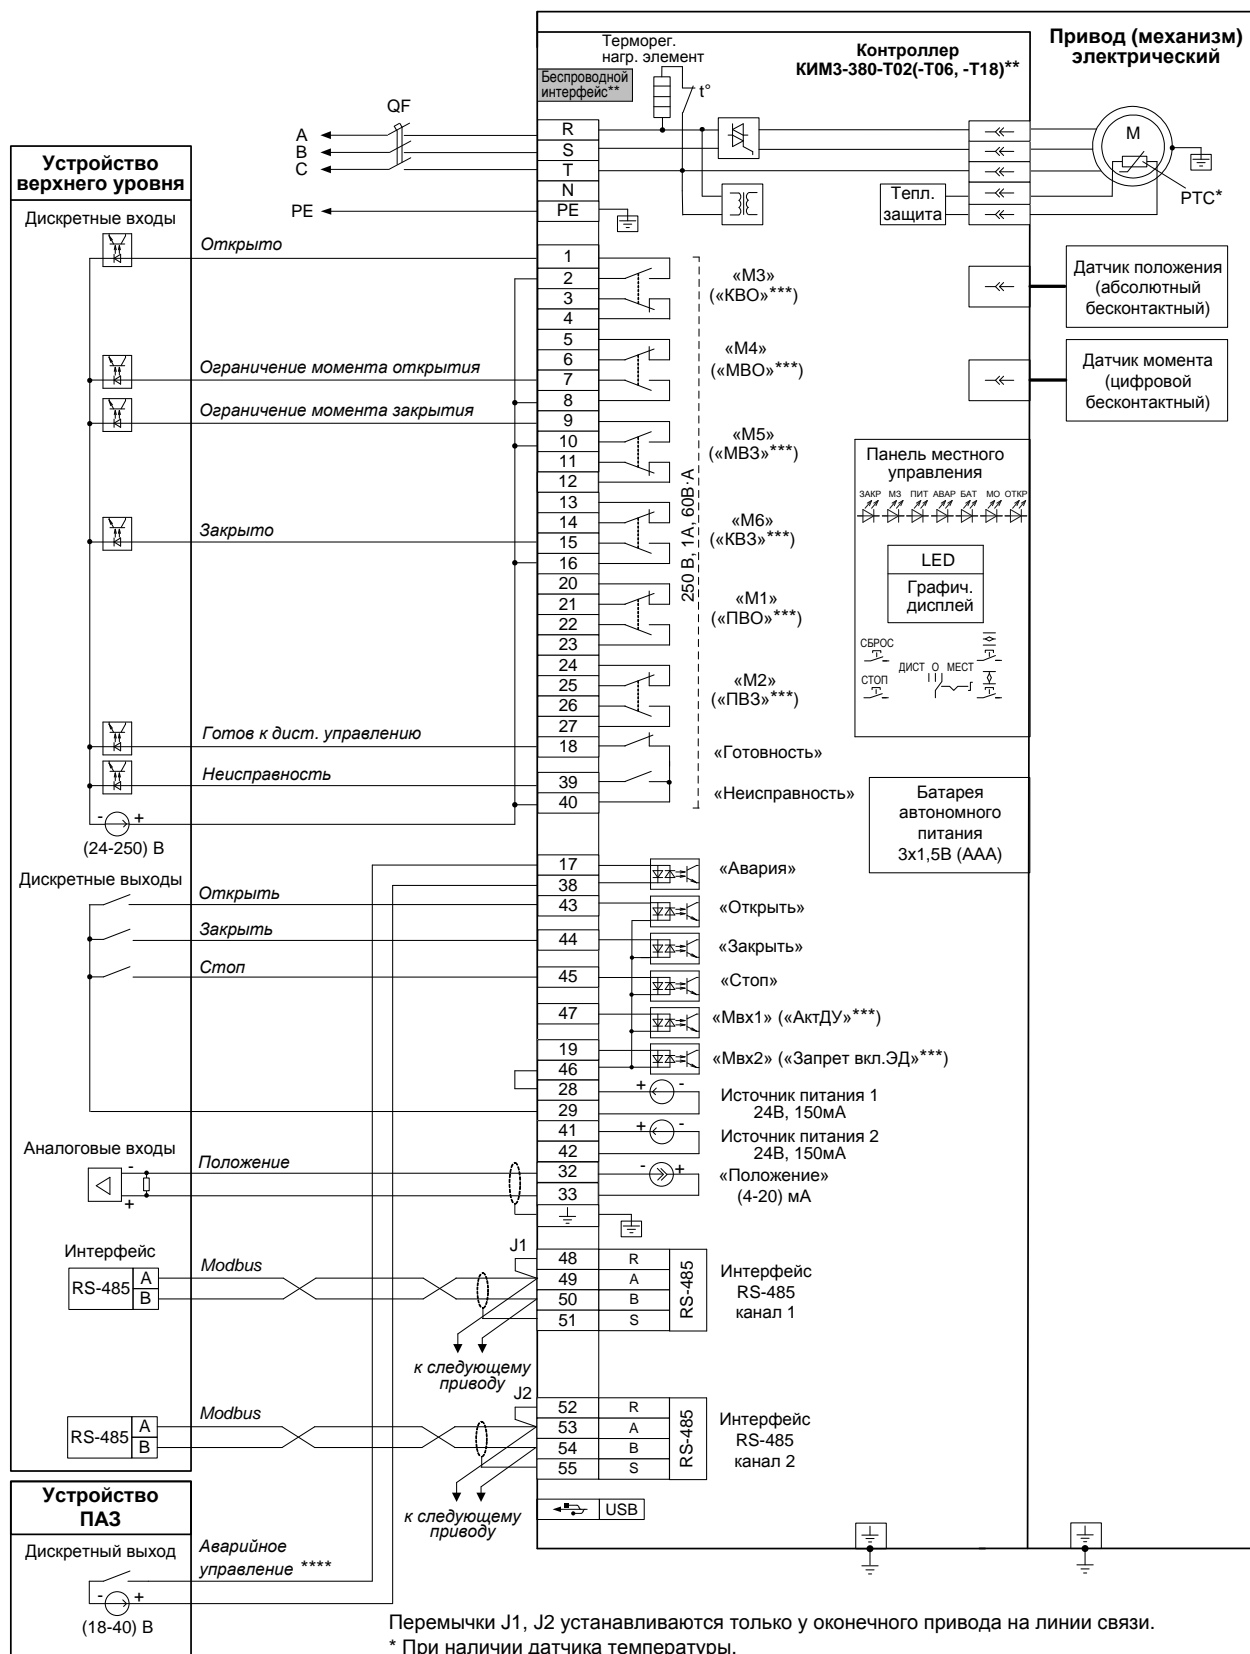 Привод (механизм)
электрический
Контроллер
КИМ3-380-Т02(-Т06, -Т18)**
Терморег.
нагр. элемент
t°
Беспроводной
интерфейс**
QF
A
B
C
PE
R
S
T
N
PE
M
PTC*
Тепл.
защита
Устройство
верхнего уровня
Дискретные входы
Открыто
Ограничение момента открытия
Ограничение момента закрытия
Закрыто
Готов к дист. управлению
Неисправность
- +
(24-250) В
1
2
3
4
5
6
7
8
9
10
11
12
13
14
15
16
20
21
22
23
24
25
26
27
18
39
40
«М3»
(«КВО»***)
«М4»
(«МВО»***)
«М5»
(«МВЗ»***)
«М6»
(«КВЗ»***)
«М1»
(«ПВО»***)
«М2»
(«ПВЗ»***)
«Готовность»
«Неисправность»
250 В, 1А, 60В·А
Датчик положения
(абсолютный
бесконтактный)
Датчик момента
(цифровой
бесконтактный)
Панель местного
управления
ЗАКР МЗ ПИТ АВАР БАТ МО ОТКР
LED
Графич.
дисплей
СБРОС
СТОП
ДИСТ О МЕСТ
Батарея
автономного
питания
3x1,5В (ААА)
Дискретные выходы
Открыть
Закрыть
Стоп
17
38
43
44
45
47
19
46
28
29
41
42
32
33
«Авария»
«Открыть»
«Закрыть»
«Стоп»
«Мвх1» («АктДУ»***)
«Мвх2» («Запрет вкл.ЭД»***)
+ -
Источник питания 1
24В, 150мА
+ -
Источник питания 2
24В, 150мА
- +
«Положение»
(4-20) мА
Аналоговые входы
-
+
Положение
Интерфейс
RS-485
A
B
Modbus
J1
48 R
49 A
50 B
51 S
RS-485
Интерфейс
RS-485
канал 1
к следующему
приводу
RS-485
A
B
Modbus
J2
52 R
53 A
54 B
55 S
RS-485
Интерфейс
RS-485
канал 2
к следующему
приводу
USB
Устройство
ПАЗ
Дискретный выход
Аварийное
управление ****
- +
(18-40) В
Перемычки J1, J2 устанавливаются только у оконечного привода на линии связи.
* При наличии датчика температуры.